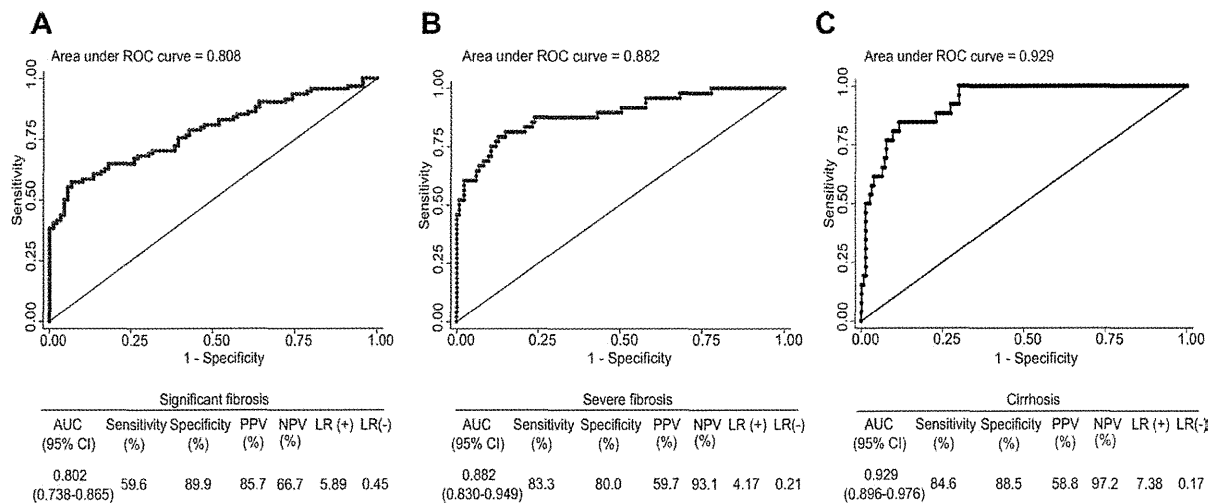 A
Area under ROC curve = 0.808
Sensitivity
1.00
0.75
0.50
0.25
0.00
0.00 0.25 0.50 0.75 1.00
1 - Specificity
Significant fibrosis
AUC (95% CI) Sensitivity (%) Specificity (%) PPV (%) NPV (%) LR (+) LR(-)
0.802 (0.738-0.865) 59.6 89.9 85.7 66.7 5.89 0.45
B
Area under ROC curve = 0.882
Sensitivity
1.00
0.75
0.50
0.25
0.00
0.00 0.25 0.50 0.75 1.00
1 - Specificity
Severe fibrosis
AUC (95% CI) Sensitivity (%) Specificity (%) PPV (%) NPV (%) LR (+) LR(-)
0.882 (0.830-0.949) 83.3 80.0 59.7 93.1 4.17 0.21
C
Area under ROC curve = 0.929
Sensitivity
1.00
0.75
0.50
0.25
0.00
0.00 0.25 0.50 0.75 1.00
1 - Specificity
Cirrhosis
AUC (95% CI) Sensitivity (%) Specificity (%) PPV (%) NPV (%) LR (+) LR(-)
0.929 (0.896-0.976) 84.6 88.5 58.8 97.2 7.38 0.17